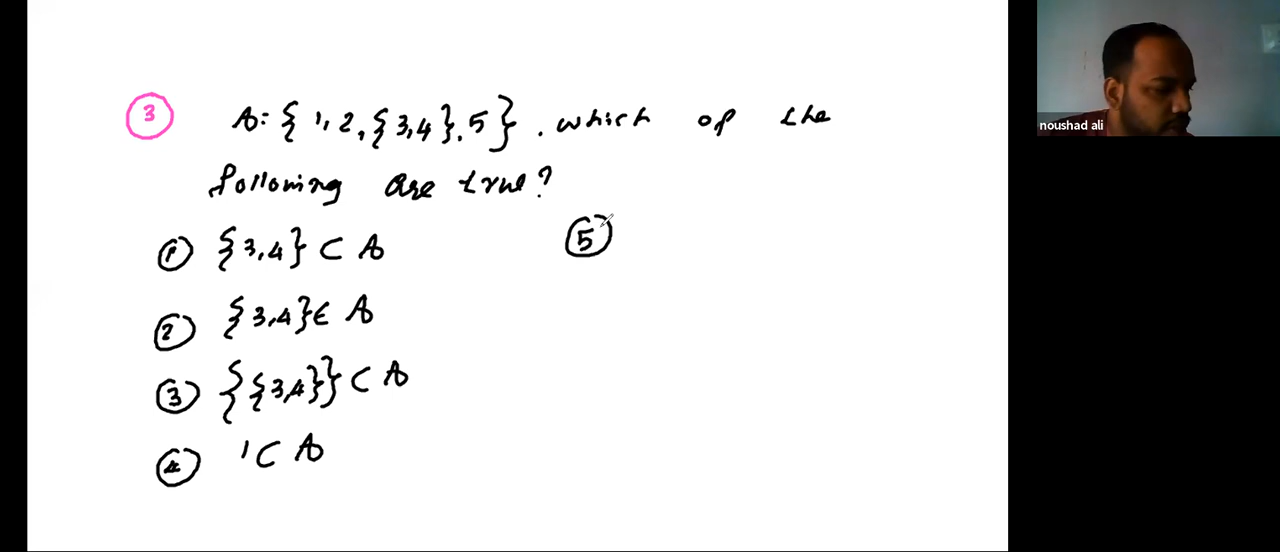 ③ A: { 1, 2, {3,4}, 5 } . which of the
following are true?
① {3,4} ⊂ A
② {3,4} ∈ A
③ {{3,4}} ⊂ A
④ 1 ⊂ A
⑤
noushad ali